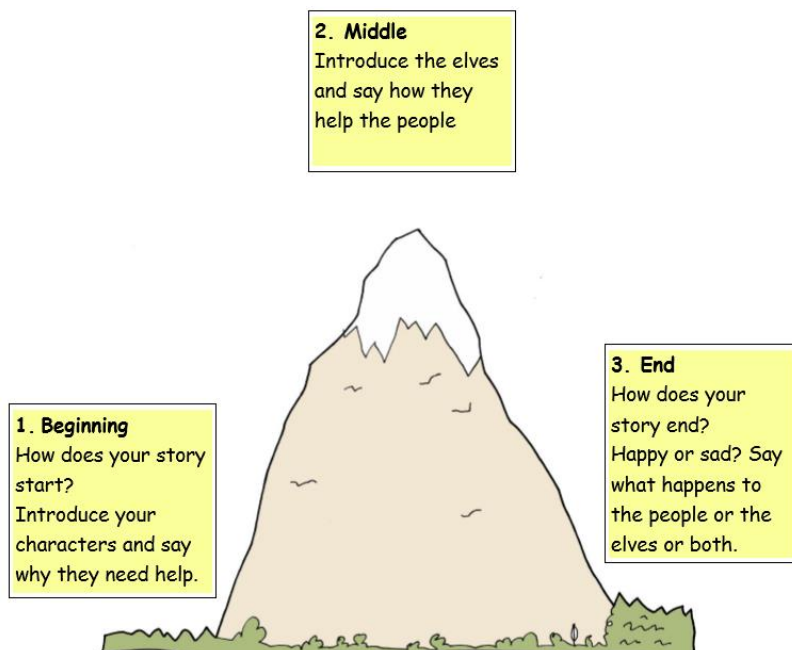 2. Middle
Introduce the elves
and say how they
help the people
1. Beginning
How does your story
start?
Introduce your
characters and say
why they need help.
3. End
How does your
story end?
Happy or sad? Say
what happens to
the people or the
elves or both.